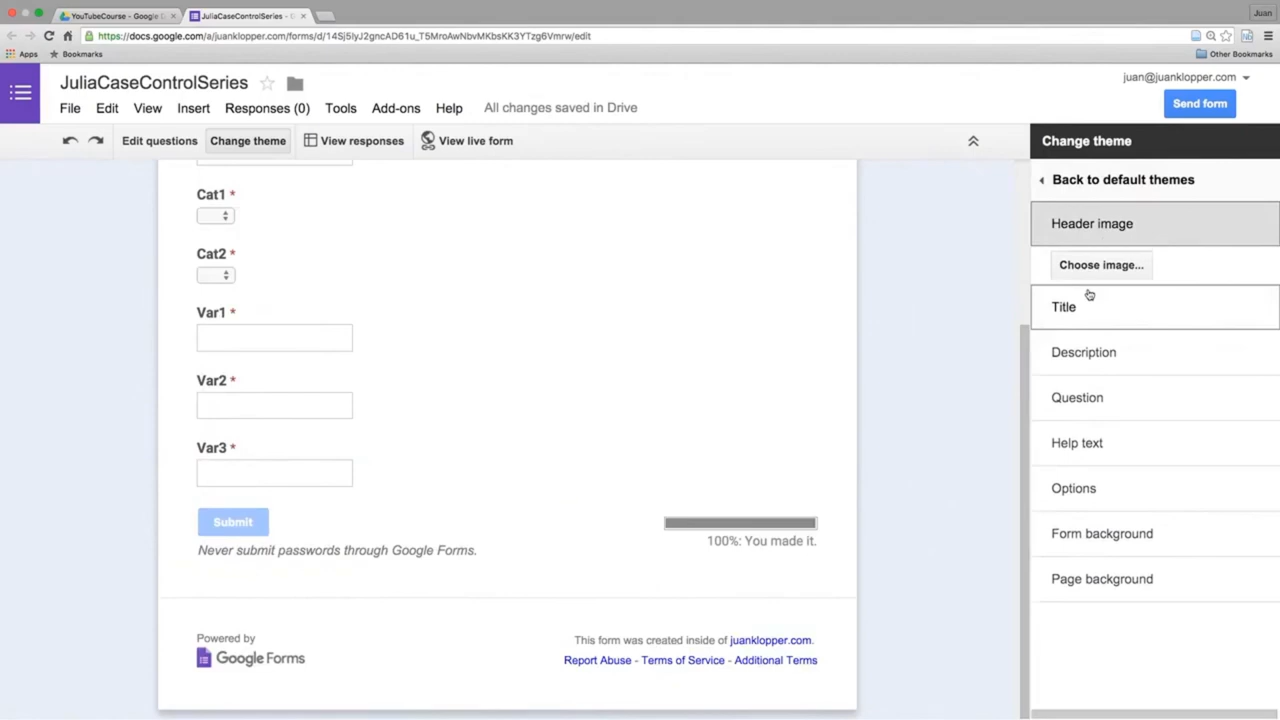 YouTubeCourse - Google D
JuliaCaseControlSeries -
Juan
https://docs.google.com/a/juanklopper.com/forms/d/14Sj5lyJ2gncAD61u_T5MroAwNbvMKbsKK3YTzg6Vmrw/edit
Apps
Bookmarks
Other Bookmarks
JuliaCaseControlSeries
juan@juanklopper.com
File Edit View Insert Responses (0) Tools Add-ons Help All changes saved in Drive
Send form
Edit questions Change theme View responses View live form
Change theme
Back to default themes
Header image
Choose image...
Title
Description
Question
Help text
Options
Form background
Page background
Cat1 *
Cat2 *
Var1 *
Var2 *
Var3 *
Submit
100%: You made it.
Never submit passwords through Google Forms.
Powered by
Google Forms
This form was created inside of juanklopper.com.
Report Abuse - Terms of Service - Additional Terms